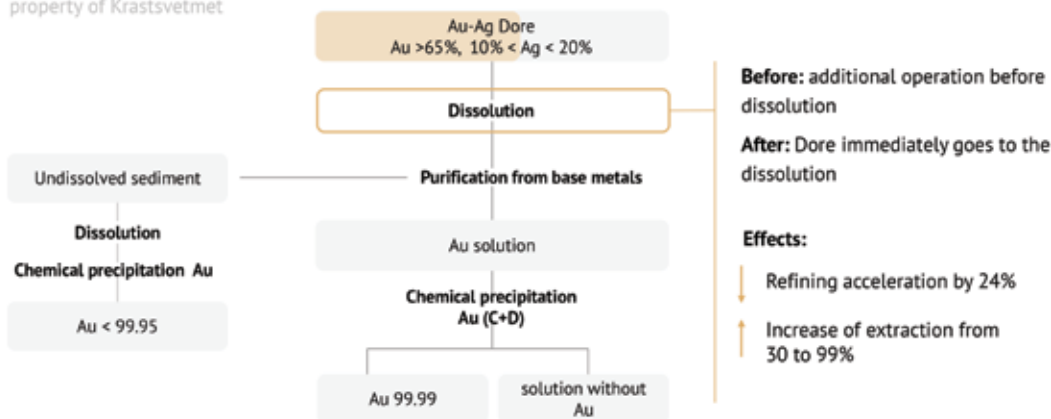 property of Krastsvetmet
Au-Ag Dore
Au >65%, 10% < Ag < 20%
Dissolution
Before: additional operation before
dissolution
After: Dore immediately goes to the
dissolution
Undissolved sediment
Purification from base metals
Dissolution
Chemical precipitation Au
Au solution
Effects:
Refining acceleration by 24%
Increase of extraction from
30 to 99%
Chemical precipitation
Au (C+D)
Au < 99.95
Au 99.99
solution without
Au